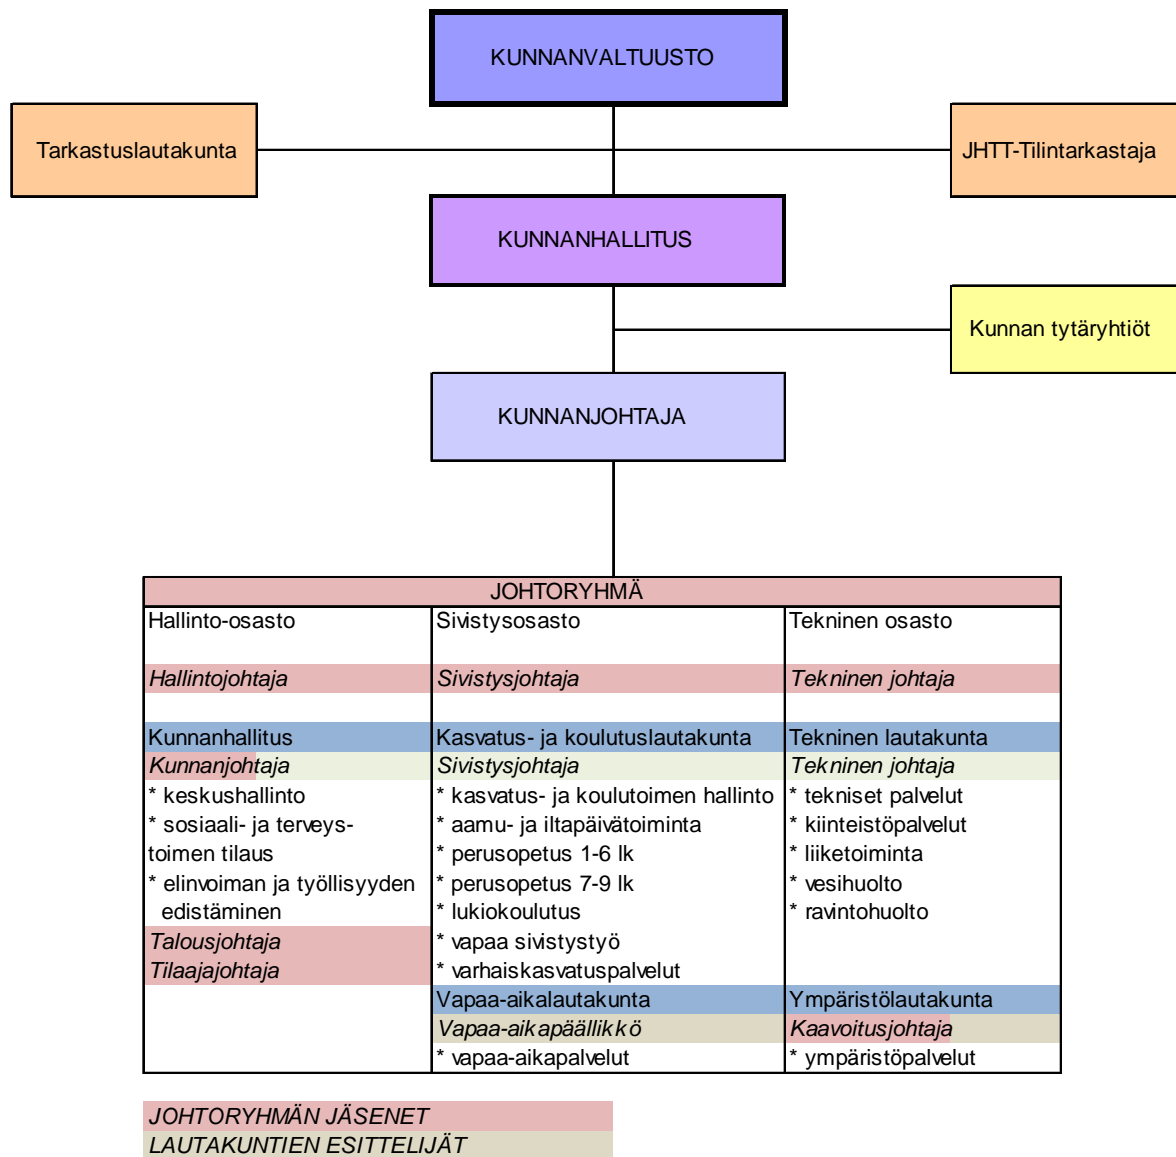 KUNNANVALTUUSTO
Tarkastuslautakunta
JHTT-Tilintarkastaja
KUNNANHALLITUS
Kunnan tytäryhtiöt
KUNNANJOHTAJA
JOHTORYHMÄ
Hallinto-osasto
Hallintojohtaja
Kunnanhallitus
Kunnanjohtaja
* keskushallinto
* sosiaali- ja terveys-
toimen tilaus
* elinvoiman ja työllisyyden
edistäminen
Talousjohtaja
Tilaajajohtaja
Sivistysosasto
Sivistysjohtaja
Kasvatus- ja koulutuslautakunta
Sivistysjohtaja
* kasvatus- ja koulutoimen hallinto
* aamu- ja iltapäivätoiminta
* perusopetus 1-6 lk
* perusopetus 7-9 lk
* lukiokoulutus
* vapaa sivistystyö
* varhaiskasvatuspalvelut
Vapaa-aikalautakunta
Vapaa-aikapäällikkö
* vapaa-aikapalvelut
Tekninen osasto
Tekninen johtaja
Tekninen lautakunta
Tekninen johtaja
* tekniset palvelut
* kiinteistöpalvelut
* liiketoiminta
* vesihuolto
* ravintohuolto
Ympäristölautakunta
Kaavoitusjohtaja
* ympäristöpalvelut
JOHTORYHMÄN JÄSENET
LAUTAKUNTIEN ESITTELIJÄT